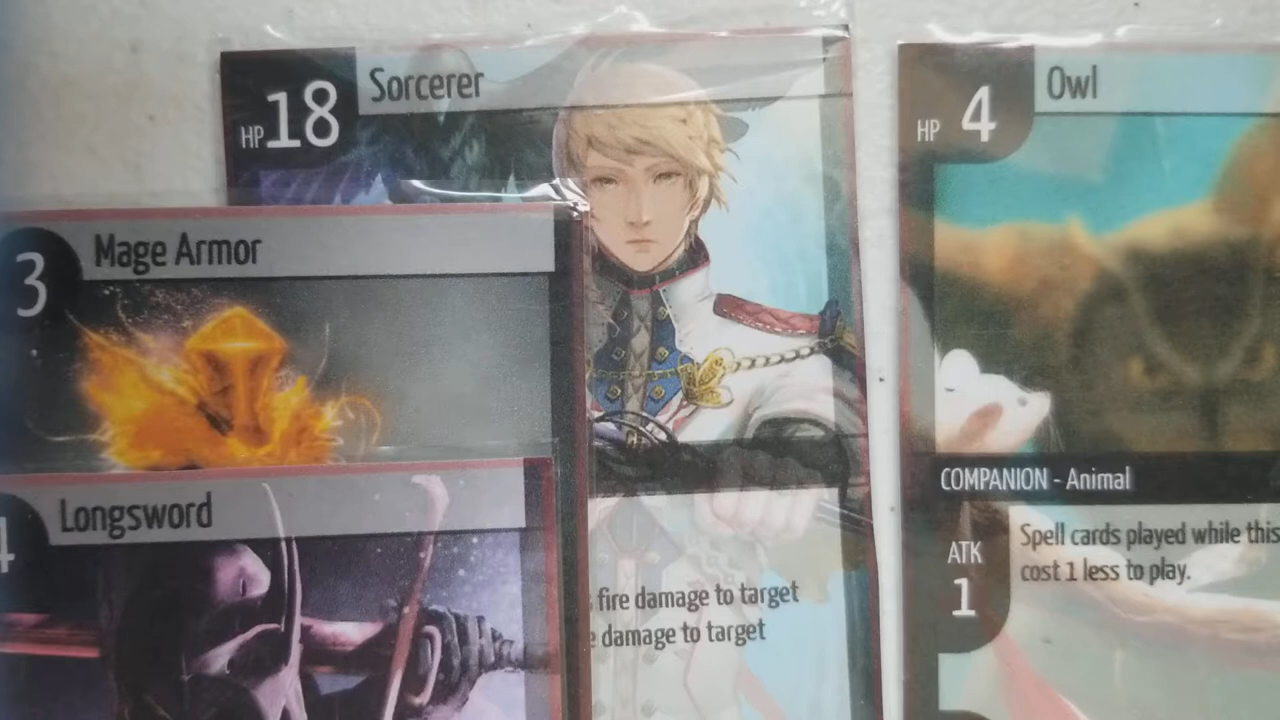 HP 18 Sorcerer
HP 4 Owl
3 Mage Armor
COMPANION - Animal
4 Longsword
Spell cards played while this
cost 1 less to play.
ATK
1
fire damage to target
damage to target